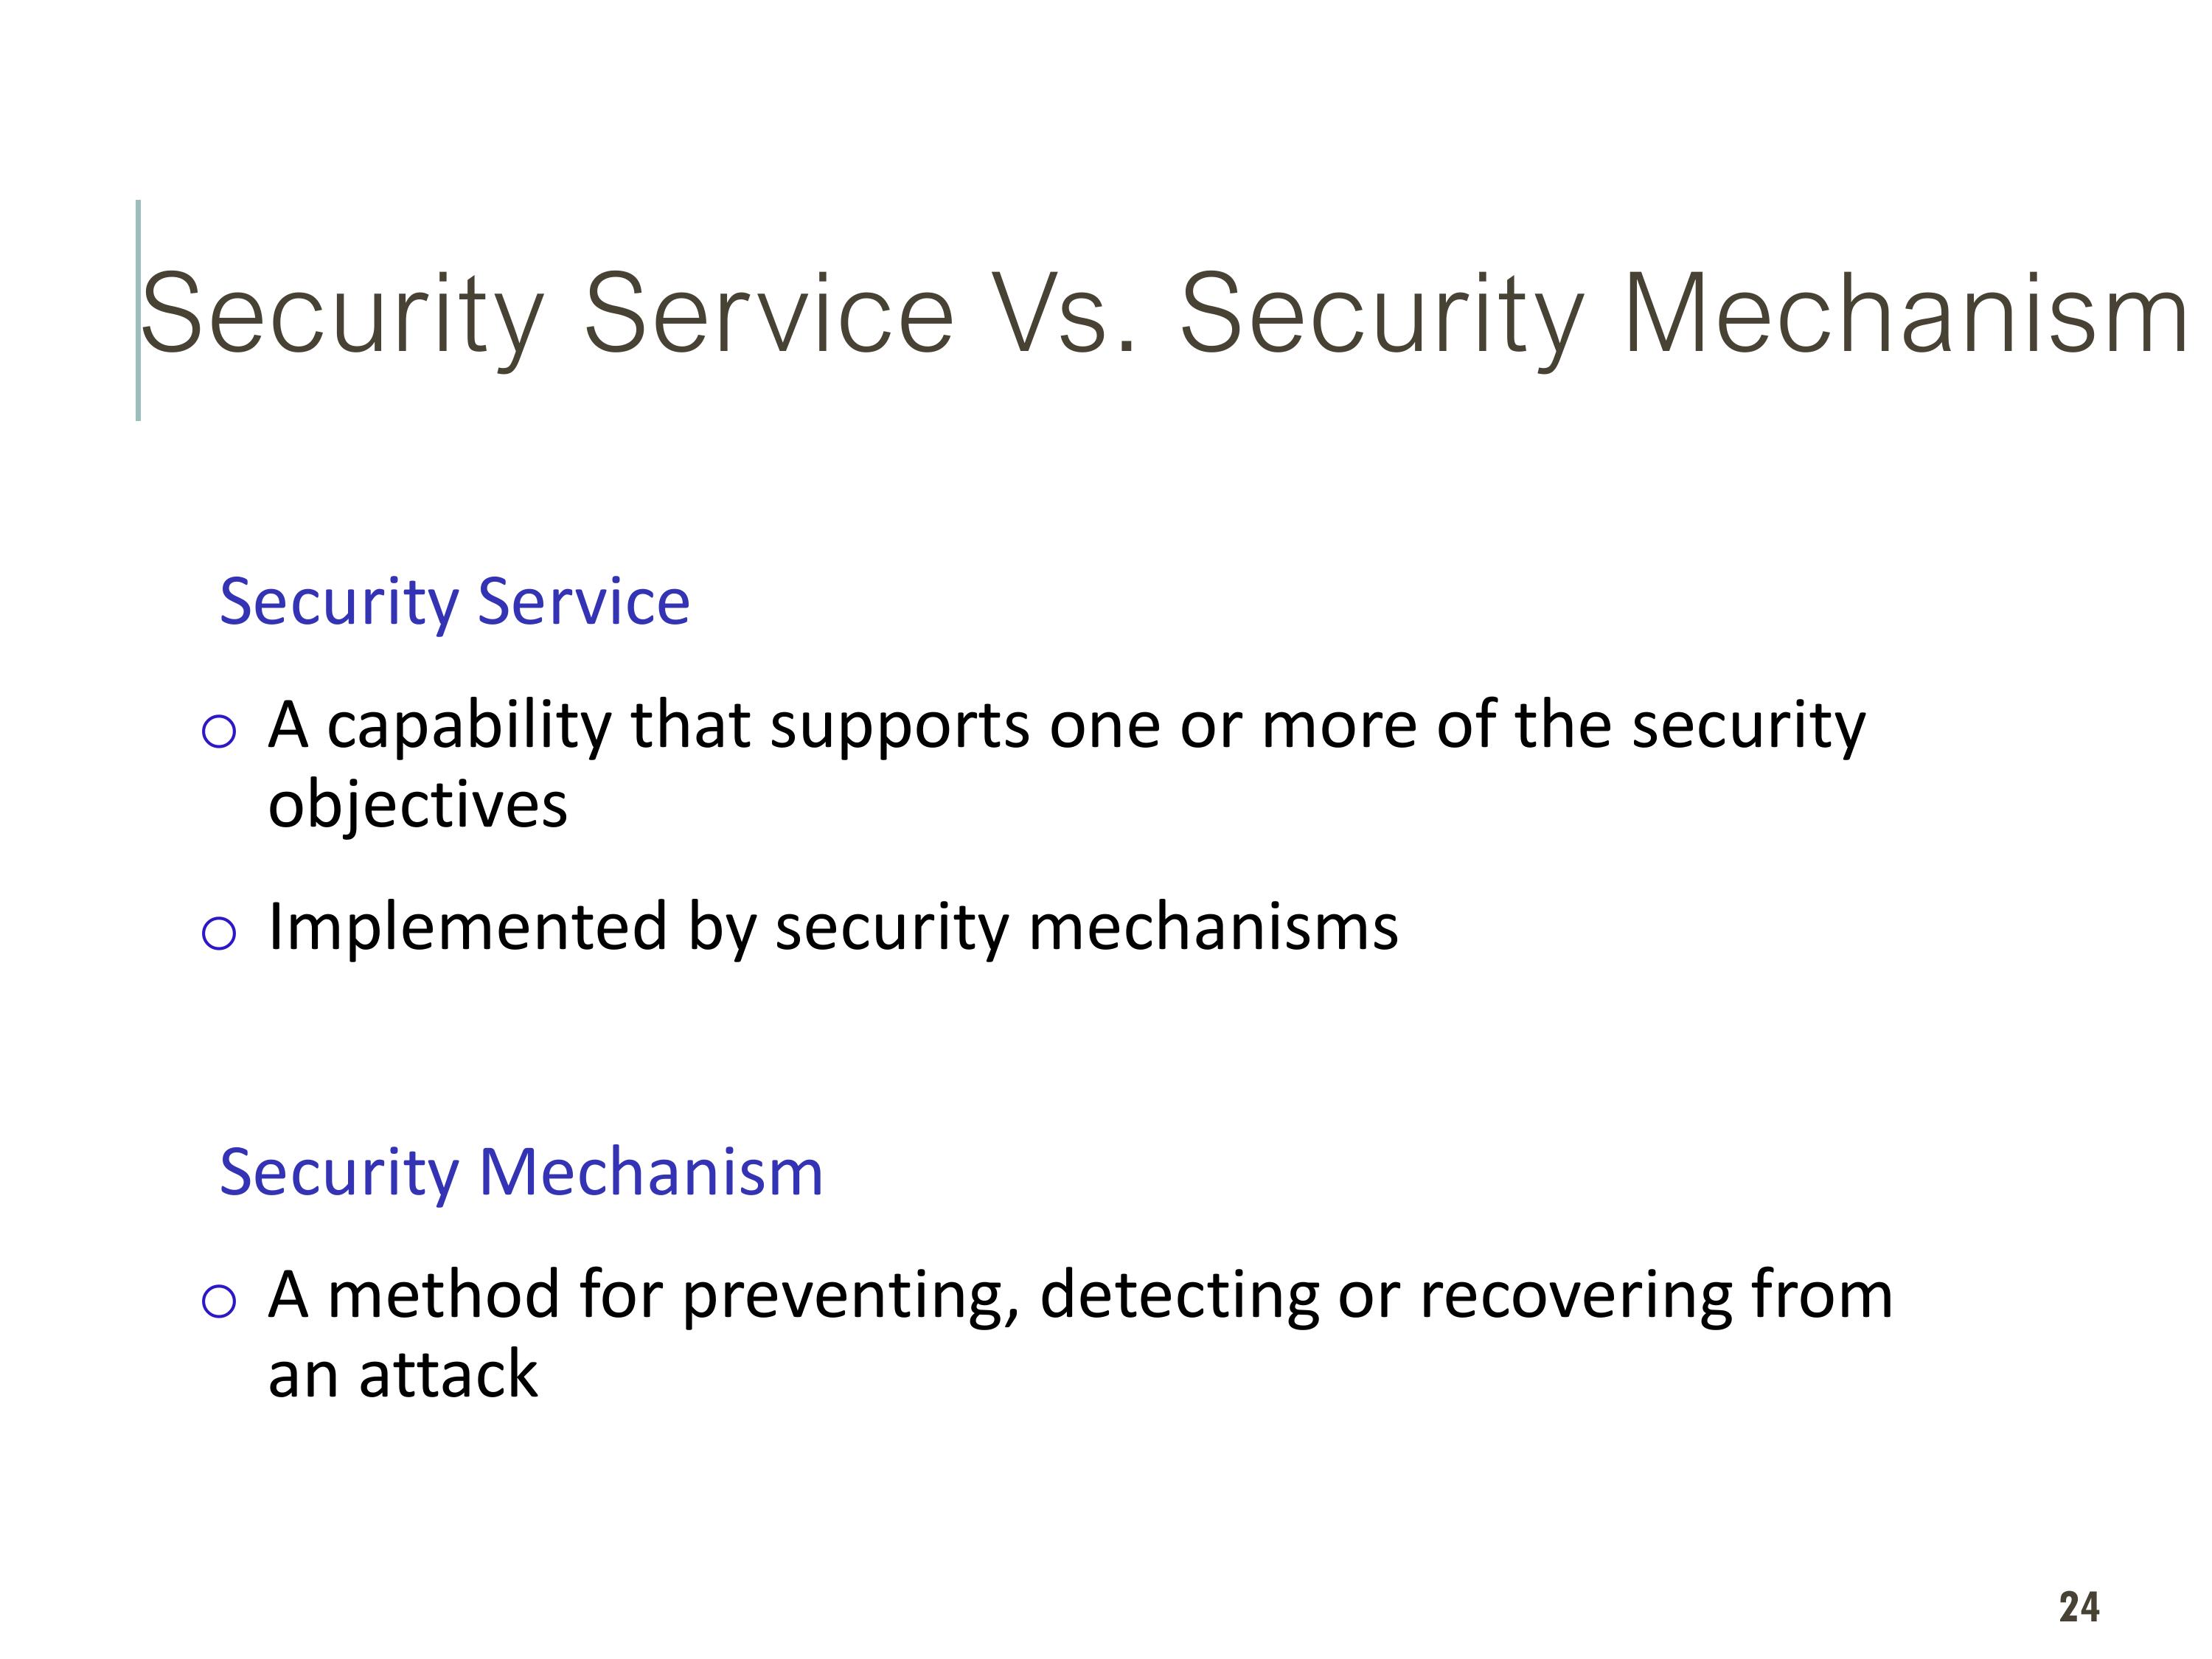 Security Service Vs. Security Mechanism
Security Service
○ A capability that supports one or more of the security
objectives
○ Implemented by security mechanisms
Security Mechanism
○ A method for preventing, detecting or recovering from
an attack
24